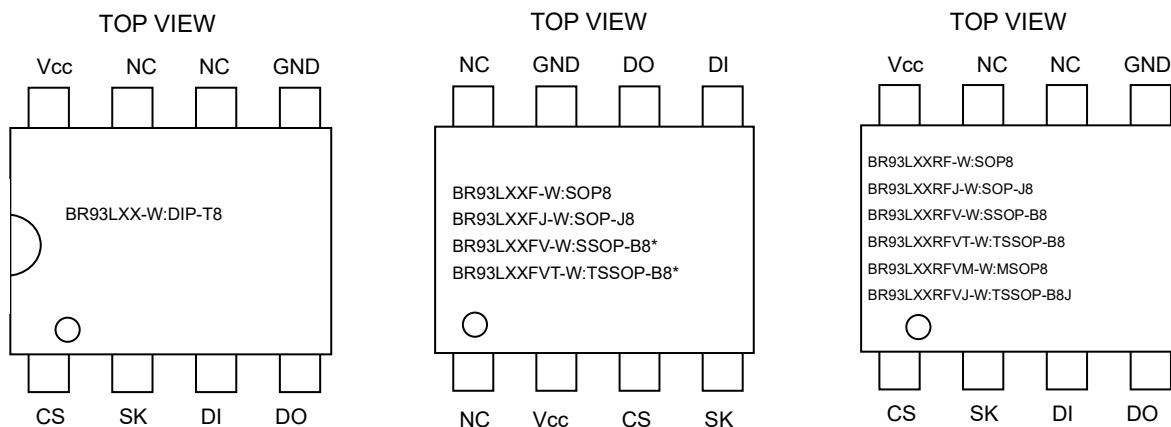 TOP VIEW
Vcc NC NC GND
BR93LXX-W:DIP-T8
CS SK DI DO
TOP VIEW
NC GND DO DI
BR93LXXF-W:SOP8
BR93LXXFJ-W:SOP-J8
BR93LXXFV-W:SSOP-B8*
BR93LXXFVT-W:TSSOP-B8*
NC Vcc CS SK
TOP VIEW
Vcc NC NC GND
BR93LXXRF-W:SOP8
BR93LXXRFJ-W:SOP-J8
BR93LXXRFV-W:SSOP-B8
BR93LXXRFVT-W:TSSOP-B8
BR93LXXRFVM-W:MSOP8
BR93LXXRFVJ-W:TSSOP-B8J
CS SK DI DO